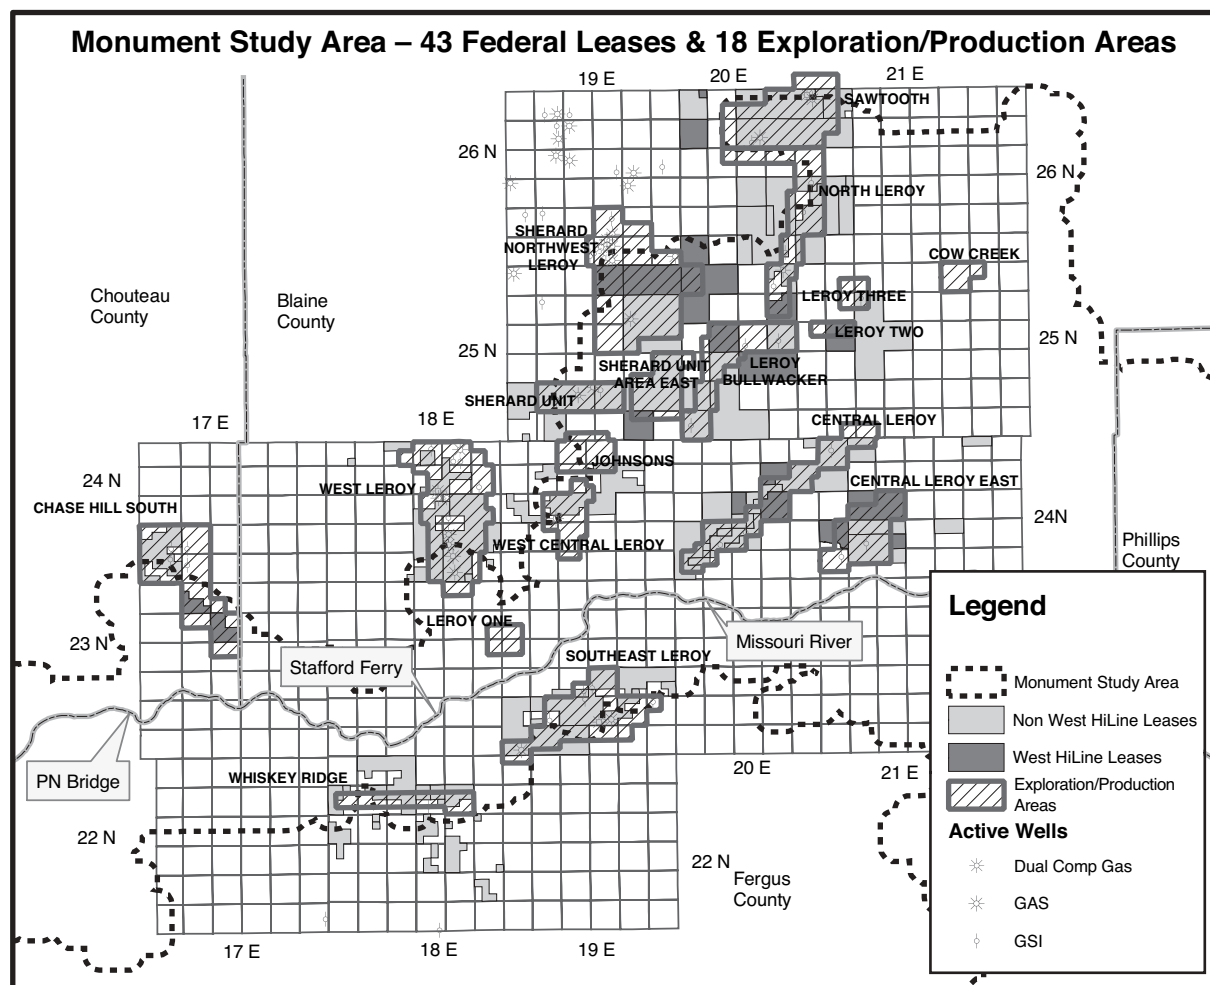 Monument Study Area – 43 Federal Leases & 18 Exploration/Production Areas
19 E
20 E
21 E
SAWTOOTH
26 N
26 N
NORTH LEROY
SHERARD
NORTHWEST
LEROY
COW CREEK
Chouteau
County
Blaine
County
LEROY THREE
LEROY TWO
25 N
25 N
SHERARD UNIT
AREA EAST
LEROY
BULLWACKER
SHERARD UNIT
17 E
18 E
CENTRAL LEROY
JOHNSONS
24 N
WEST LEROY
CENTRAL LEROY EAST
CHASE HILL SOUTH
24N
WEST CENTRAL LEROY
Phillips
County
LEROY ONE
23 N
Missouri River
Stafford Ferry
SOUTHEAST LEROY
PN Bridge
WHISKEY RIDGE
20 E
21 E
22 N
22 N
Fergus
County
17 E
18 E
19 E
Legend
Monument Study Area
Non West HiLine Leases
West HiLine Leases
Exploration/Production
Areas
Active Wells
Dual Comp Gas
GAS
GSI